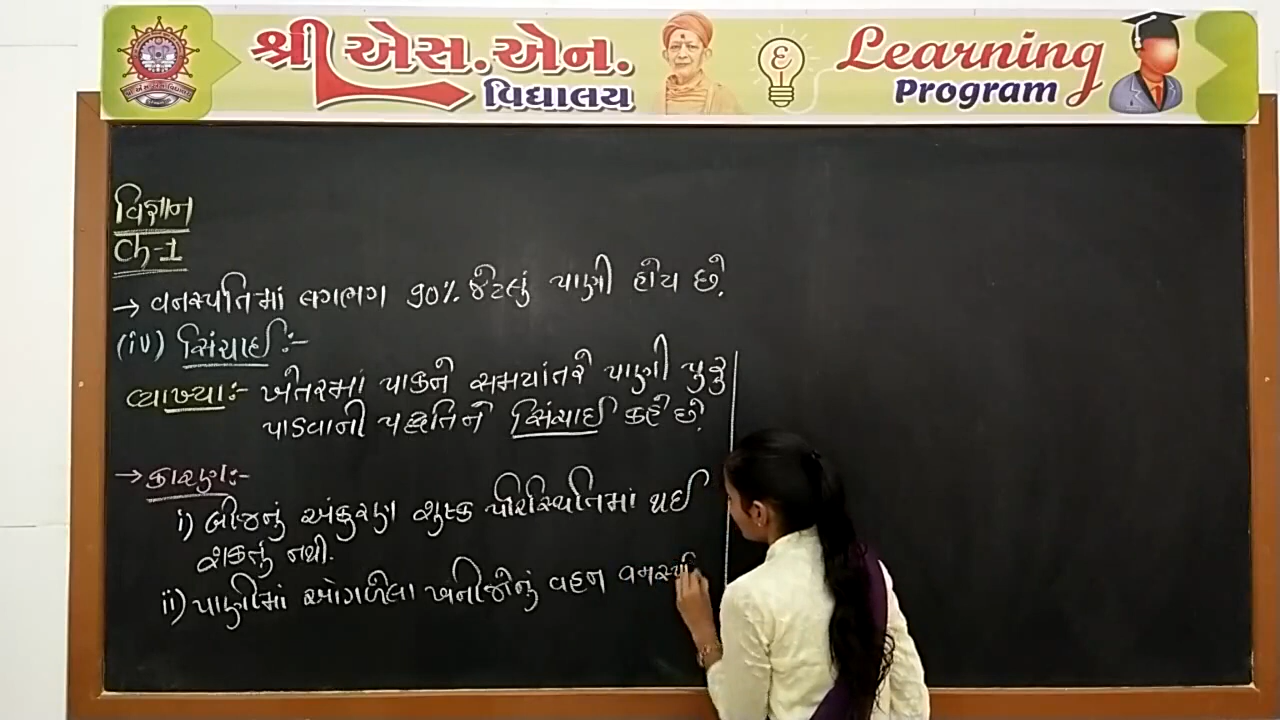 શ્રી એસ.એન.
વિદ્યાલય
Learning
Program
વિજ્ઞાન
Ch-1
→ વનસ્પતિમાં લગભગ 90% જેટલું પાણી હોય છે.
(iv) સિંચાઈ:-
વ્યાખ્યા:- ખેતરમાં પાકને સમયાંતરે પાણી પુરુ
પાડવાની પદ્ધતિને સિંચાઈ કહે છે.
→ કારણ:-
i) બીજનું અંકુરણ શુષ્ક પરિસ્થિતિમાં થઈ
શકતું નથી.
ii) પાણીમાં ઓગળેલા ખનીજોનું વહન